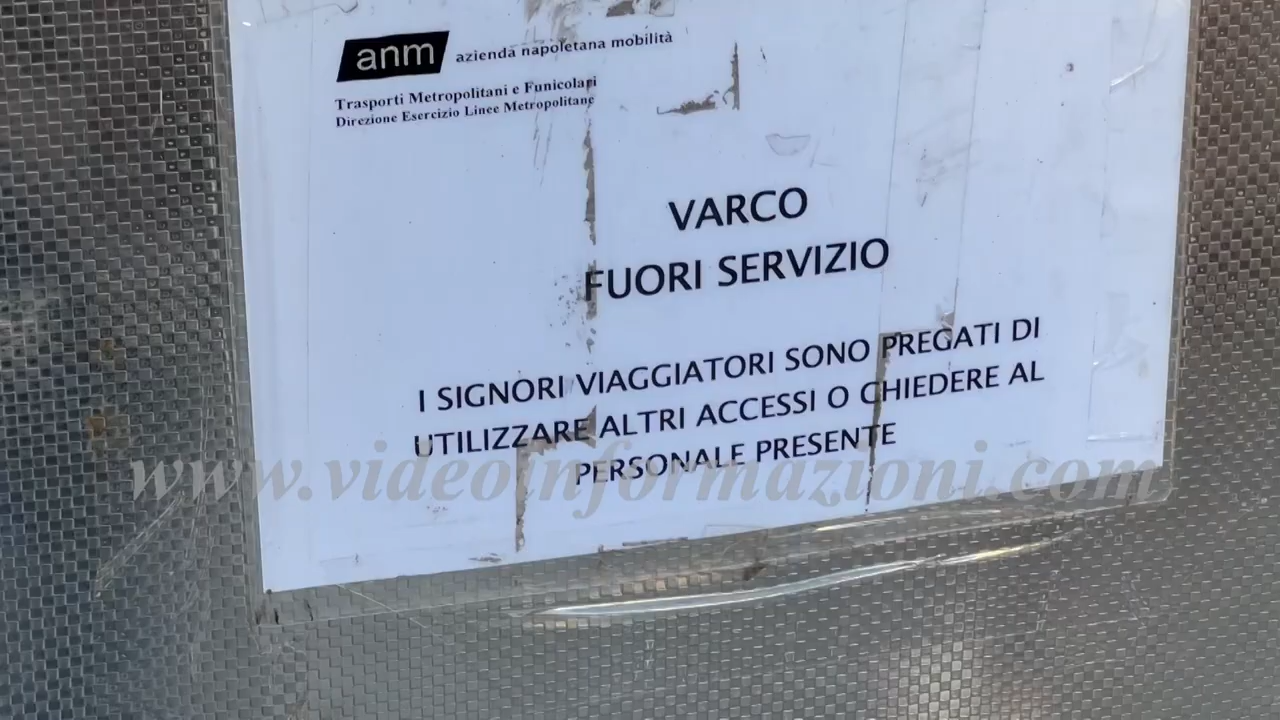 anm azienda napoletana mobilità
Trasporti Metropolitani e Funicolari
Direzione Esercizio Linee Metropolitane
VARCO
FUORI SERVIZIO
I SIGNORI VIAGGIATORI SONO PREGATI DI
UTILIZZARE ALTRI ACCESSI O CHIEDERE AL
PERSONALE PRESENTE
www.videoinformazioni.com